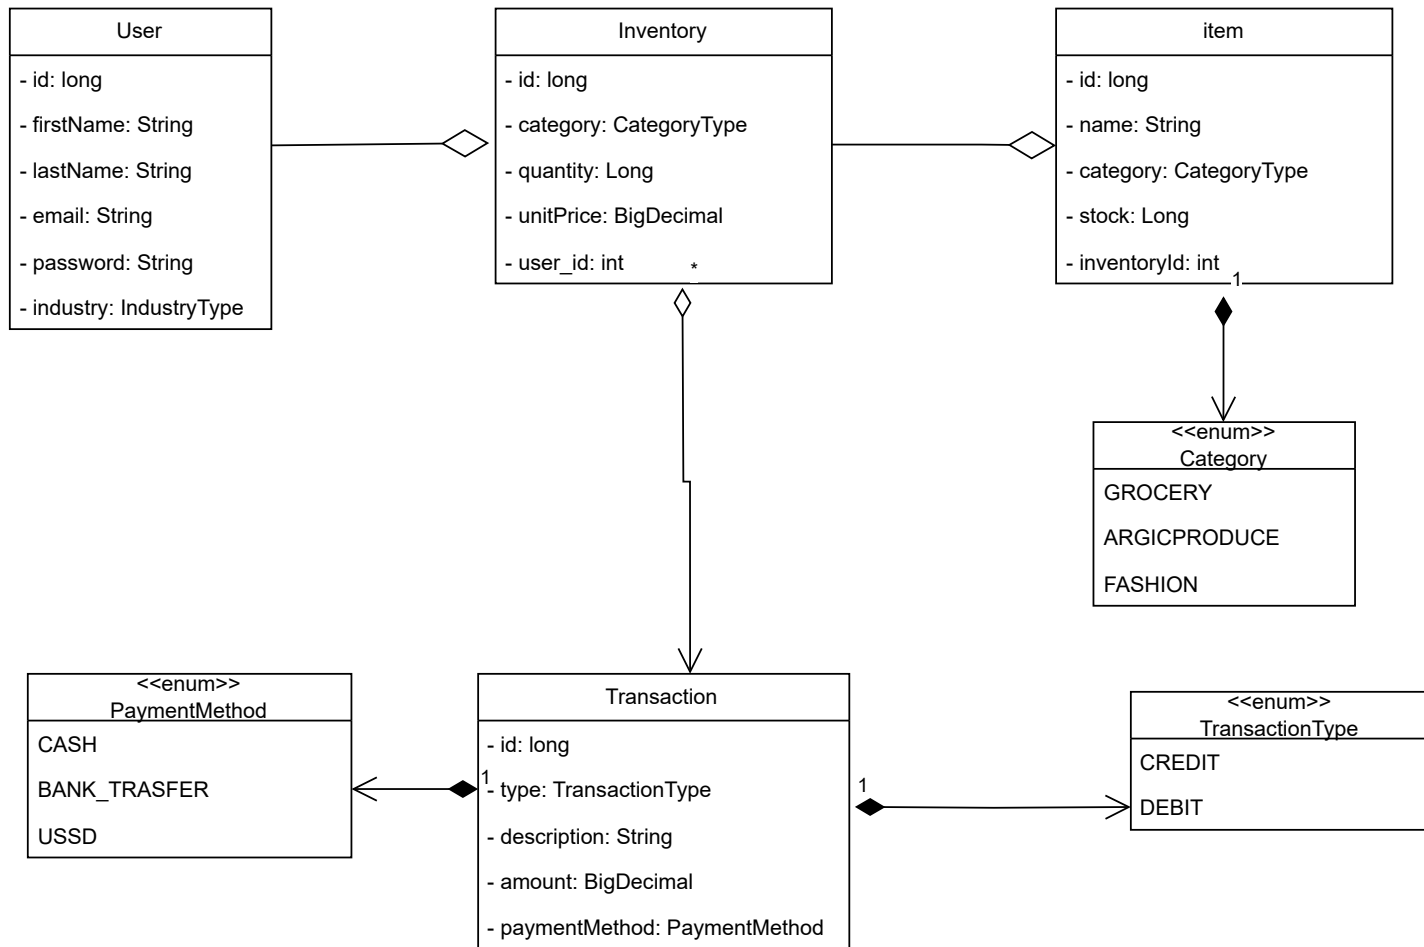 User
- id: long
- firstName: String
- lastName: String
- email: String
- password: String
- industry: IndustryType
Inventory
- id: long
- category: CategoryType
- quantity: Long
- unitPrice: BigDecimal
- user_id: int
*
item
- id: long
- name: String
- category: CategoryType
- stock: Long
- inventoryId: int
1
<<enum>>
Category
GROCERY
ARGICPRODUCE
FASHION
<<enum>>
PaymentMethod
CASH
BANK_TRASFER
USSD
1
Transaction
- id: long
- type: TransactionType
- description: String
- amount: BigDecimal
- paymentMethod: PaymentMethod
1
<<enum>>
TransactionType
CREDIT
DEBIT